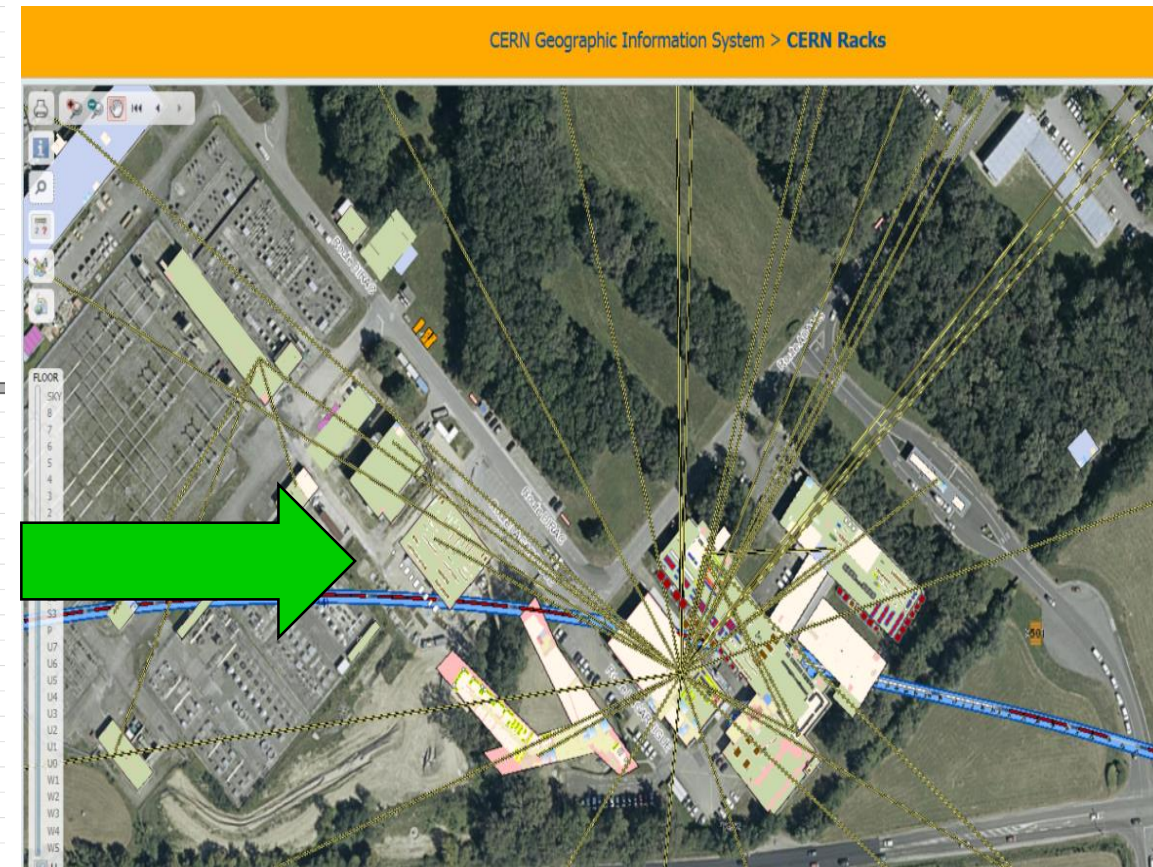 CERN Geographic Information System > CERN Racks
FLOOR
SKY
8
7
6
5
4
3
2
S3
P
U7
U6
U5
U4
U3
U2
U1
U0
W1
W2
W3
W4
W5